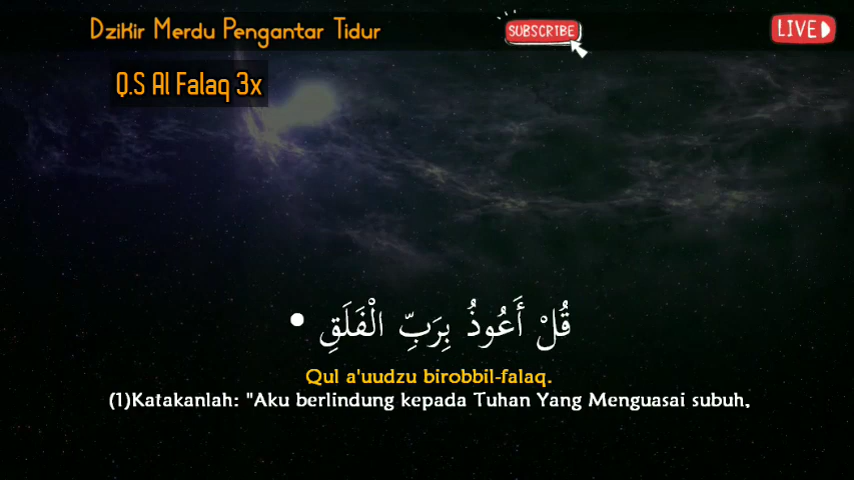 Dzikir Merdu Pengantar Tidur
SUBSCRIBE
LIVE
Q.S Al Falaq 3x
قُلْ أَعُوذُ بِرَبِّ الْفَلَقِ •
Qul a'uudzu birobbil-falaq.
(1)Katakanlah: "Aku berlindung kepada Tuhan Yang Menguasai subuh,